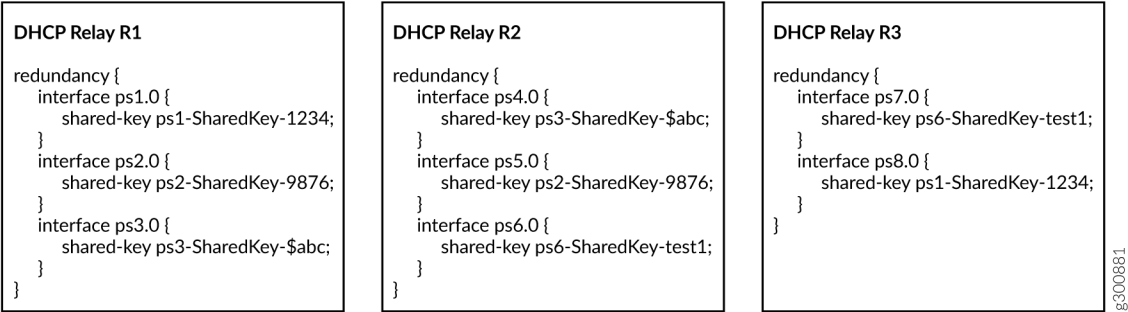 DHCP Relay R1
redundancy {
interface ps1.0 {
shared-key ps1-SharedKey-1234;
}
interface ps2.0 {
shared-key ps2-SharedKey-9876;
}
interface ps3.0 {
shared-key ps3-SharedKey-$abc;
}
}
DHCP Relay R2
redundancy {
interface ps4.0 {
shared-key ps3-SharedKey-$abc;
}
interface ps5.0 {
shared-key ps2-SharedKey-9876;
}
interface ps6.0 {
shared-key ps6-SharedKey-test1;
}
}
DHCP Relay R3
redundancy {
interface ps7.0 {
shared-key ps6-SharedKey-test1;
}
interface ps8.0 {
shared-key ps1-SharedKey-1234;
}
}
g300881